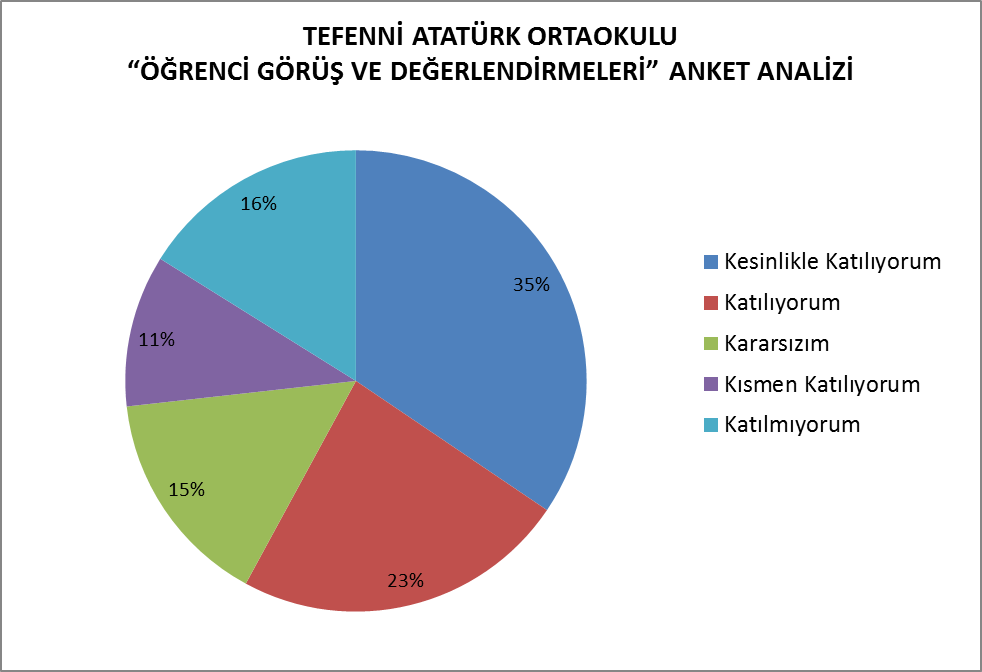 TEFENNİ ATATÜRK ORTAOKULU
“ÖĞRENCİ GÖRÜŞ VE DEĞERLENDİRMELERİ” ANKET ANALİZİ
16%
35%
11%
15%
23%
Kesinlikle Katılıyorum
Katılıyorum
Kararsızım
Kısmen Katılıyorum
Katılmıyorum